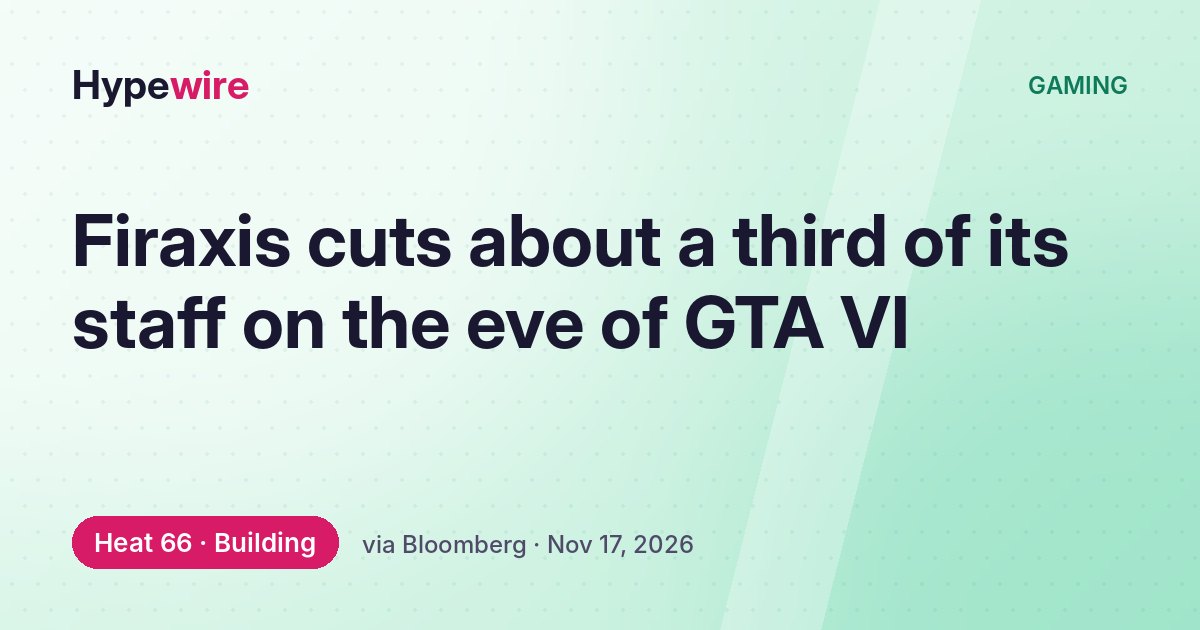 Hypewire
GAMING
Firaxis cuts about a third of its
staff on the eve of GTA VI
Heat 66 · Building
via Bloomberg · Nov 17, 2026